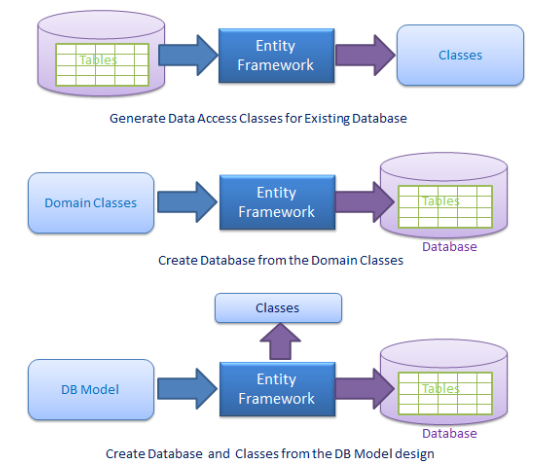 Tables
Entity
Framework
Classes
Generate Data Access Classes for Existing Database
Domain Classes
Entity
Framework
Tables
Database
Create Database from the Domain Classes
Classes
DB Model
Entity
Framework
Tables
Database
Create Database and Classes from the DB Model design